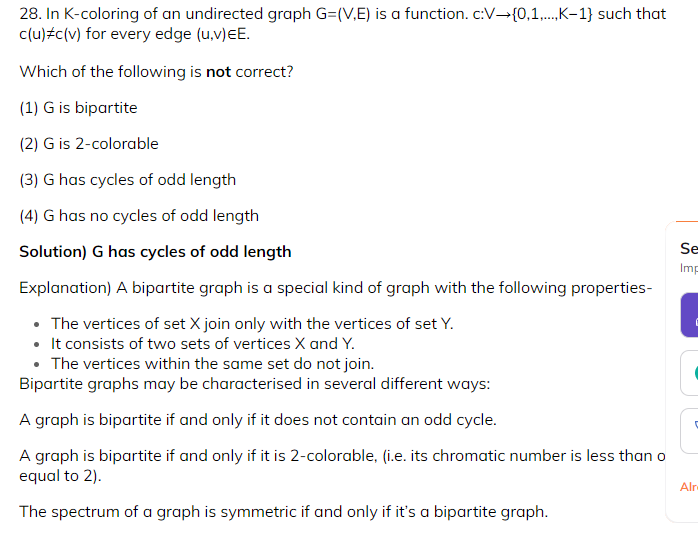 28. In K-coloring of an undirected graph G=(V,E) is a function. c:V→{0,1,...,K−1} such that
c(u)≠c(v) for every edge (u,v)∈E.
Which of the following is not correct?
(1) G is bipartite
(2) G is 2-colorable
(3) G has cycles of odd length
(4) G has no cycles of odd length
Solution) G has cycles of odd length
Explanation) A bipartite graph is a special kind of graph with the following properties-
• The vertices of set X join only with the vertices of set Y.
• It consists of two sets of vertices X and Y.
• The vertices within the same set do not join.
Bipartite graphs may be characterised in several different ways:
A graph is bipartite if and only if it does not contain an odd cycle.
A graph is bipartite if and only if it is 2-colorable, (i.e. its chromatic number is less than o
equal to 2).
The spectrum of a graph is symmetric if and only if it's a bipartite graph.
Se
Imp
Alr